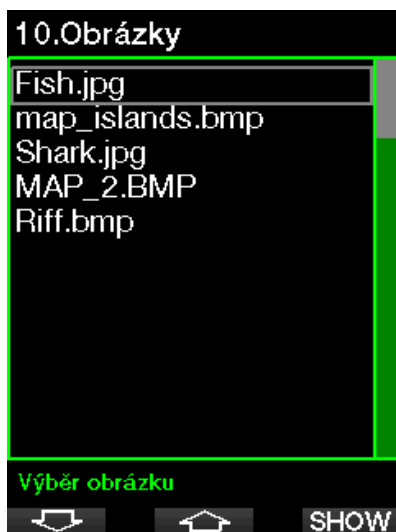 10.Obrázky
Fish.jpg
map_islands.bmp
Shark.jpg
MAP_2.BMP
Riff.bmp
Výběr obrázku
SHOW